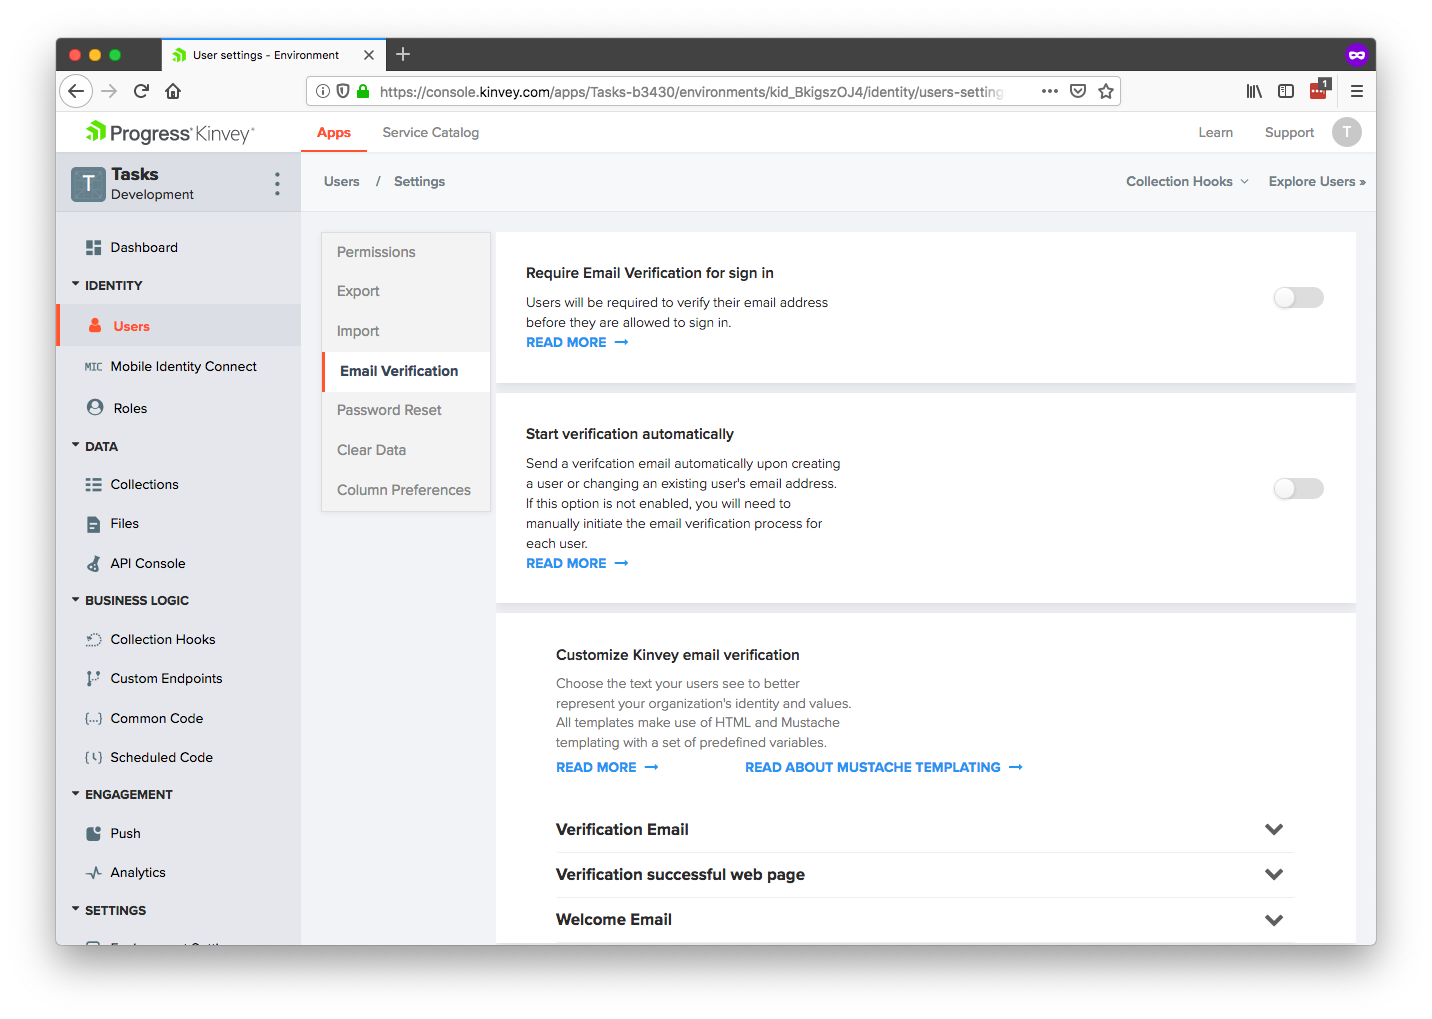 User settings - Environment
https://console.kinvey.com/apps/Tasks-b3430/environments/kid_BkigszOJ4/identity/users-setting
1
Progress Kinvey
Apps
Service Catalog
Learn
Support
T
T
Tasks
Development
Users / Settings
Collection Hooks
Explore Users »
Dashboard
IDENTITY
Users
MIC Mobile Identity Connect
Roles
DATA
Collections
Files
API Console
BUSINESS LOGIC
Collection Hooks
Custom Endpoints
{...} Common Code
Scheduled Code
ENGAGEMENT
Push
Analytics
SETTINGS
Permissions
Export
Import
Email Verification
Password Reset
Clear Data
Column Preferences
Require Email Verification for sign in
Users will be required to verify their email address
before they are allowed to sign in.
READ MORE →
Start verification automatically
Send a verifcation email automatically upon creating
a user or changing an existing user's email address.
If this option is not enabled, you will need to
manually initiate the email verification process for
each user.
READ MORE →
Customize Kinvey email verification
Choose the text your users see to better
represent your organization's identity and values.
All templates make use of HTML and Mustache
templating with a set of predefined variables.
READ MORE →
READ ABOUT MUSTACHE TEMPLATING →
Verification Email
Verification successful web page
Welcome Email